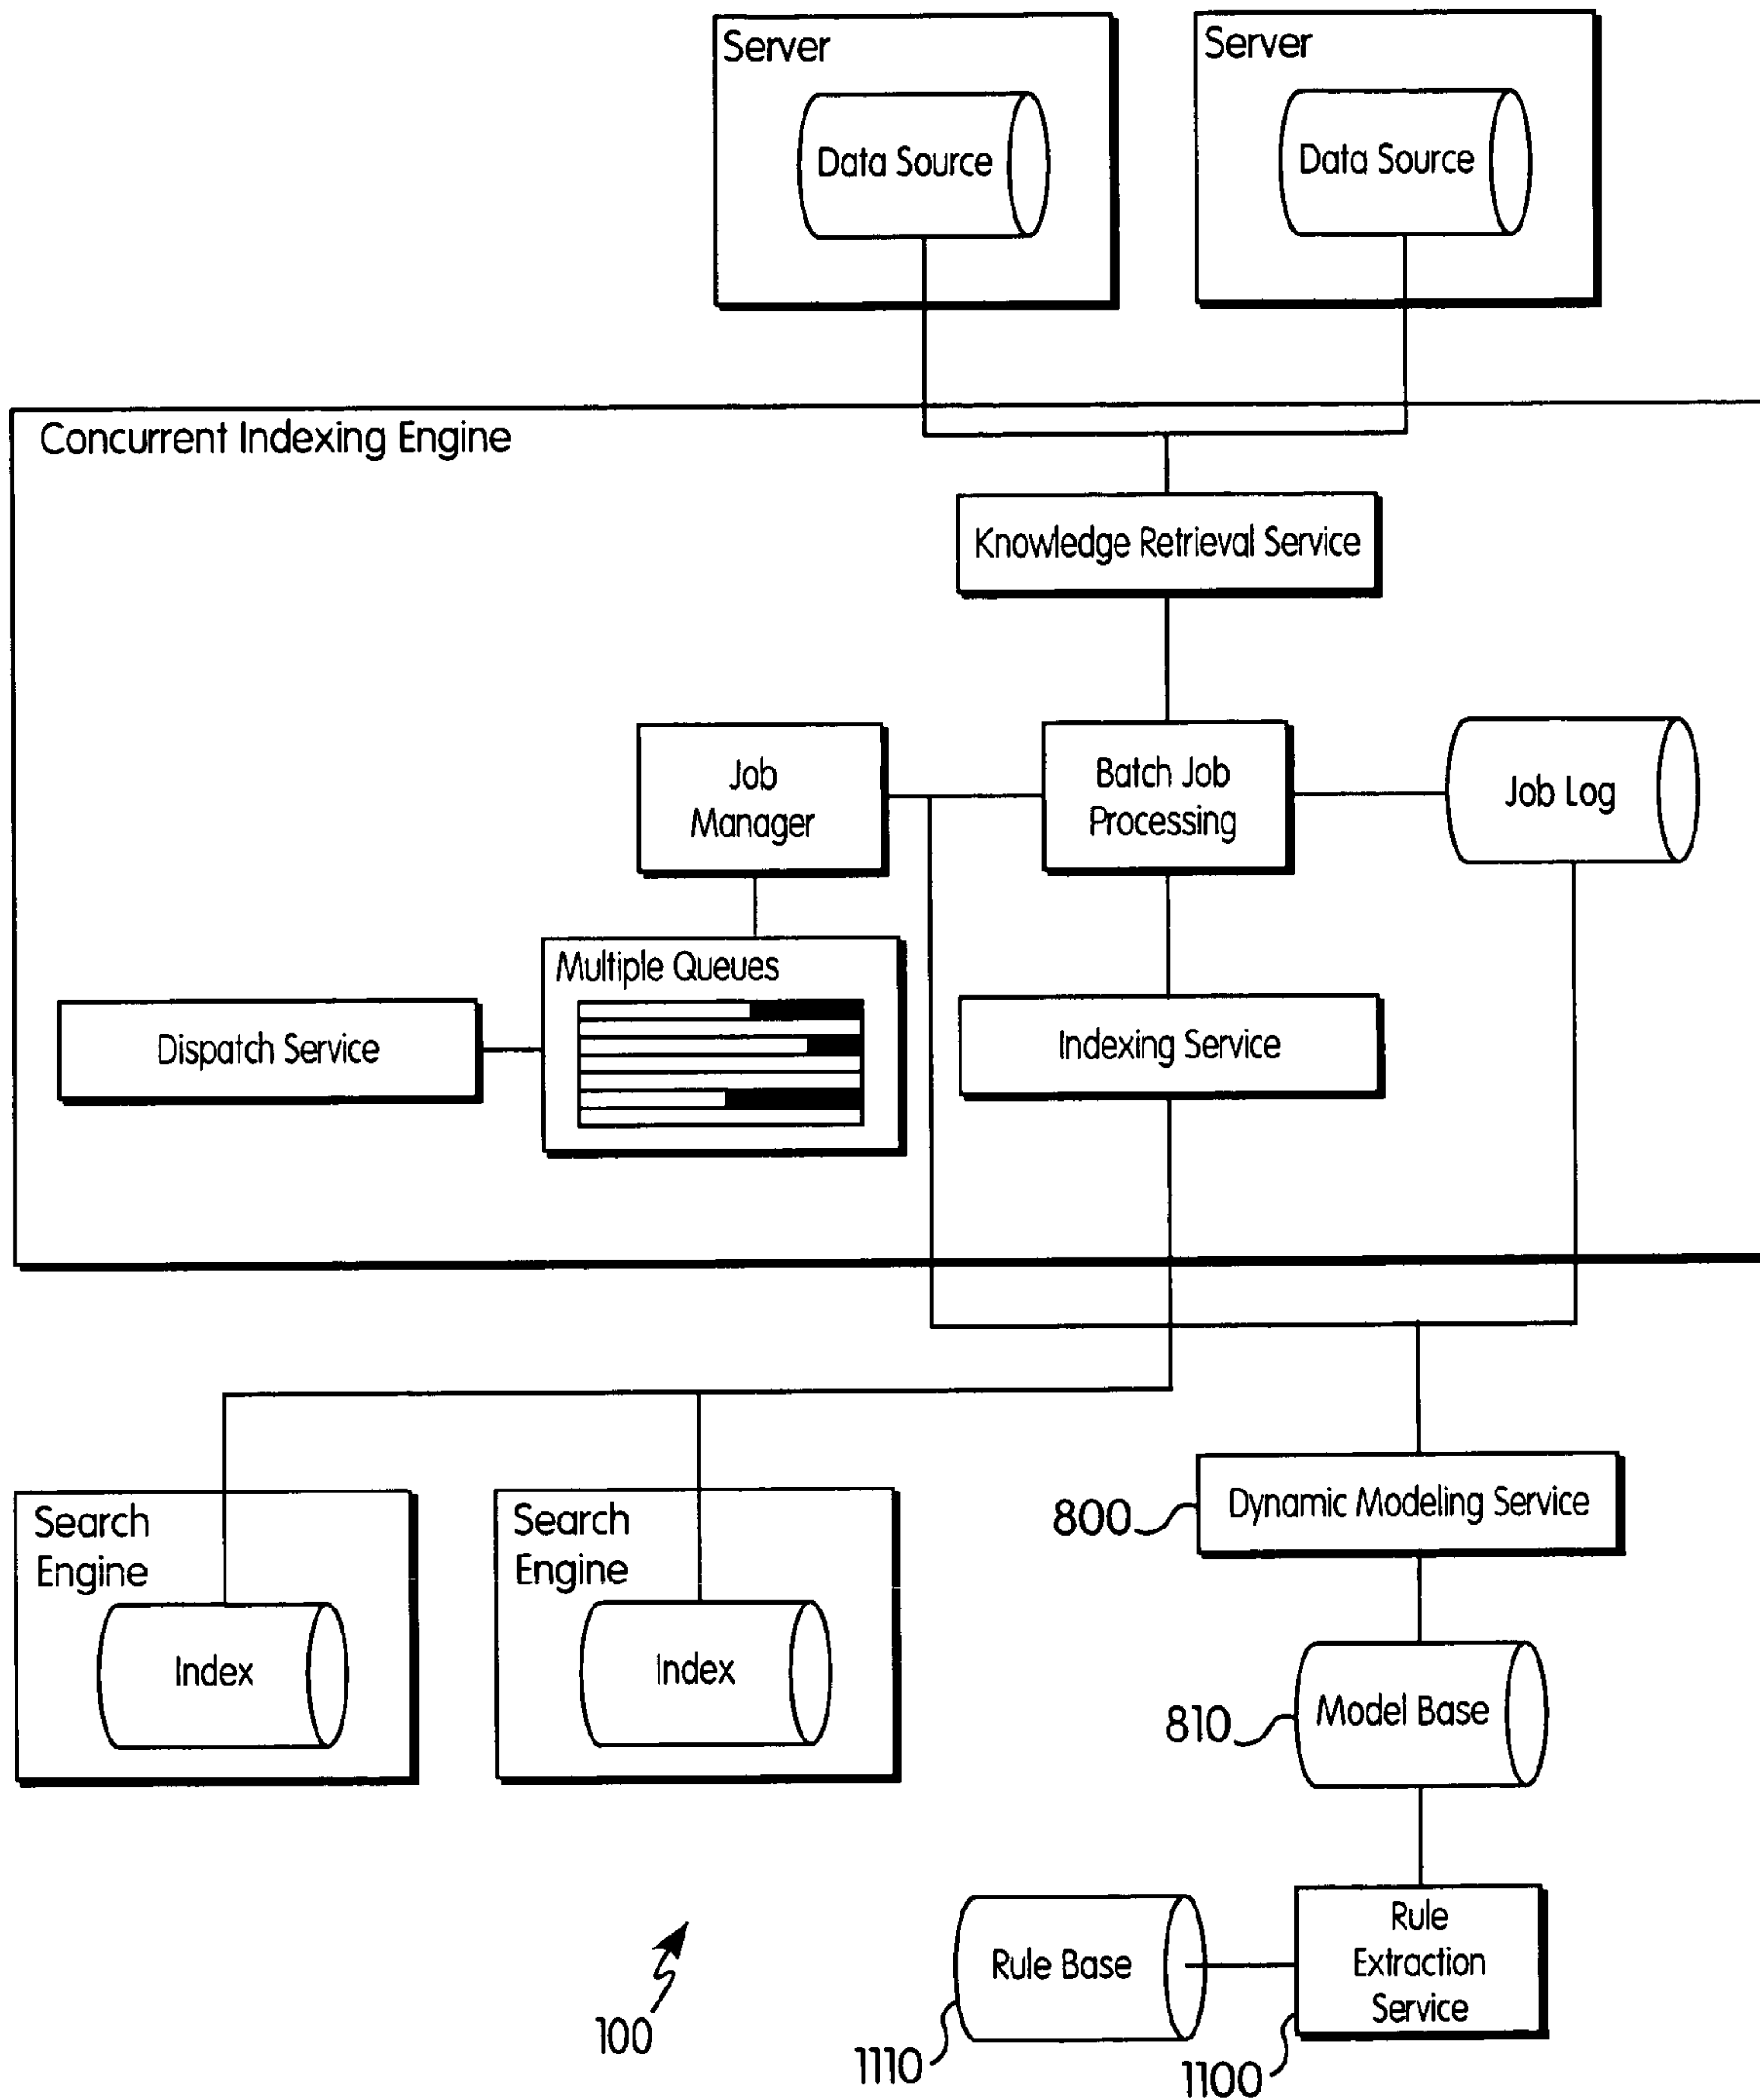 Server
Server
Data Source
Data Source
Concurrent Indexing Engine
Knowledge Retrieval Service
Job
Manager
Batch Job
Processing
Job Log
Multiple Queues
Dispatch Service
Indexing Service
Search
Engine
Search
Engine
800
Dynamic Modeling Service
Index
Index
810
Model Base
Rule Base
Rule
Extraction
Service
100
1110
1100